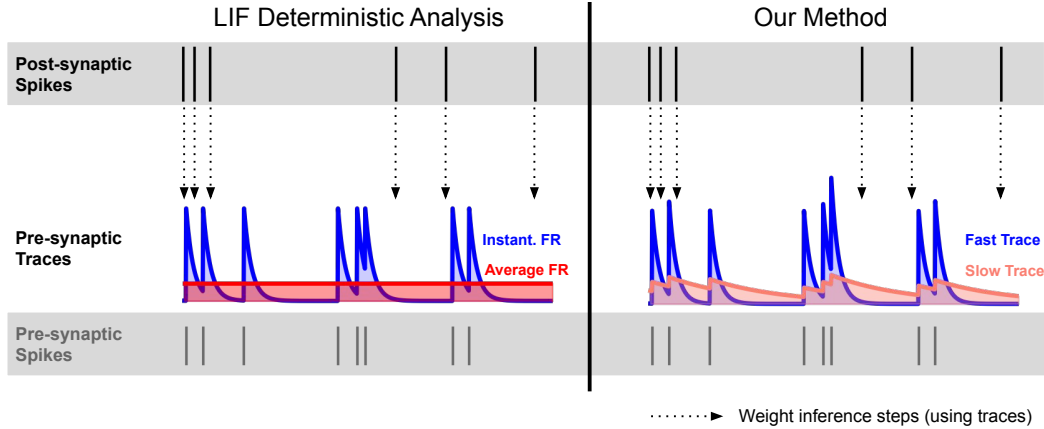 LIF Deterministic Analysis
Our Method
Post-synaptic
Spikes
Pre-synaptic
Traces
Instant. FR
Average FR
Fast Trace
Slow Trace
Pre-synaptic
Spikes
Weight inference steps (using traces)